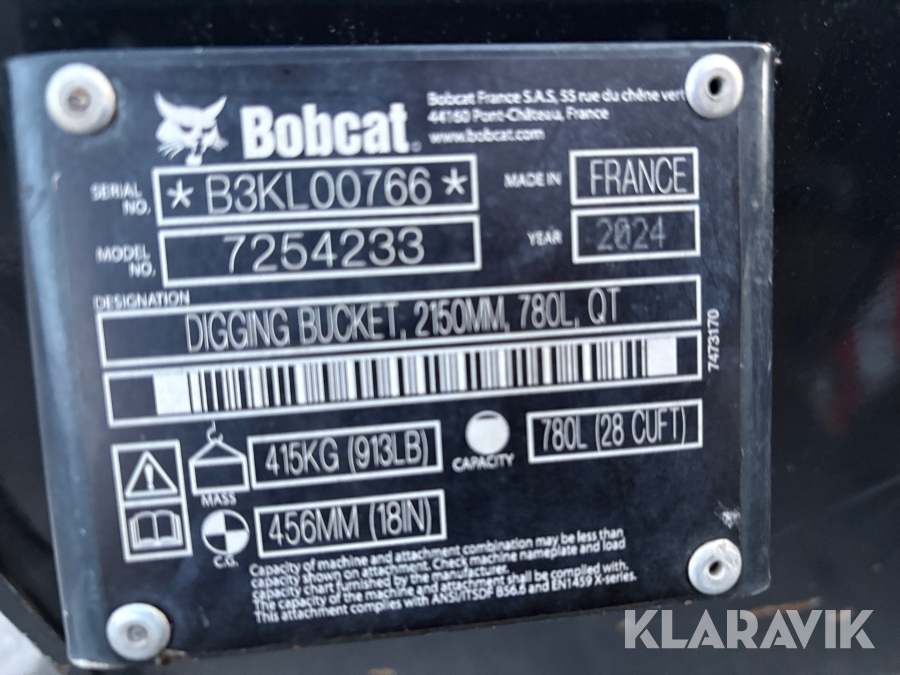 Bobcat
Bobcat France S.A.S, 55 rue du chêne vert
44160 Pont-Château, France
www.bobcat.com
SERIAL NO. * B3KL00766 *
MADE IN FRANCE
MODEL NO. 7254233
YEAR 2024
DESIGNATION
DIGGING BUCKET, 2150MM, 780L, QT
7473170
MASS 415KG (913LB)
CAPACITY 780L (28 CUFT)
C.G. 456MM (18IN)
Capacity of machine and attachment combination may be less than
capacity shown on attachment. Check machine nameplate and load
capacity chart furnished by the manufacturer.
The capacity of the machine and attachment shall be complied with.
This attachment complies with ANSI/ITSDF B56.6 and EN1459 X-series.
KLARAVIK